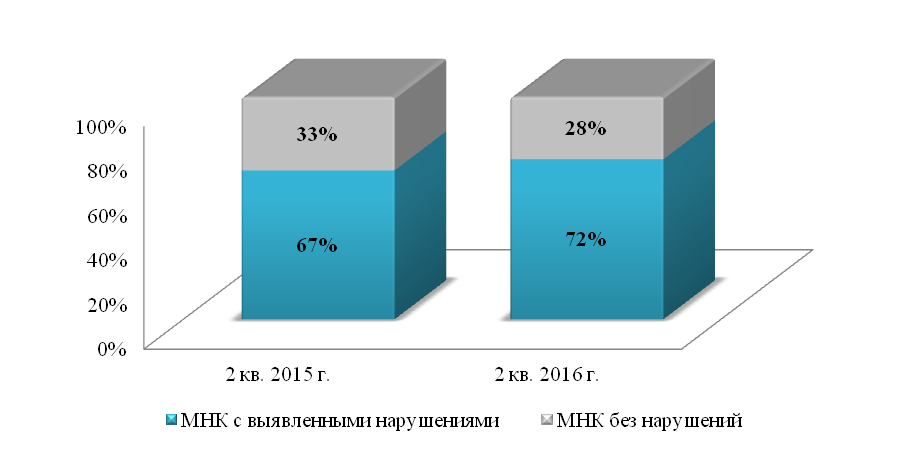 33%
28%
100%
80%
60%
40%
20%
0%
67%
72%
2 кв. 2015 г.
2 кв. 2016 г.
МНК с выявленными нарушениями
МНК без нарушений